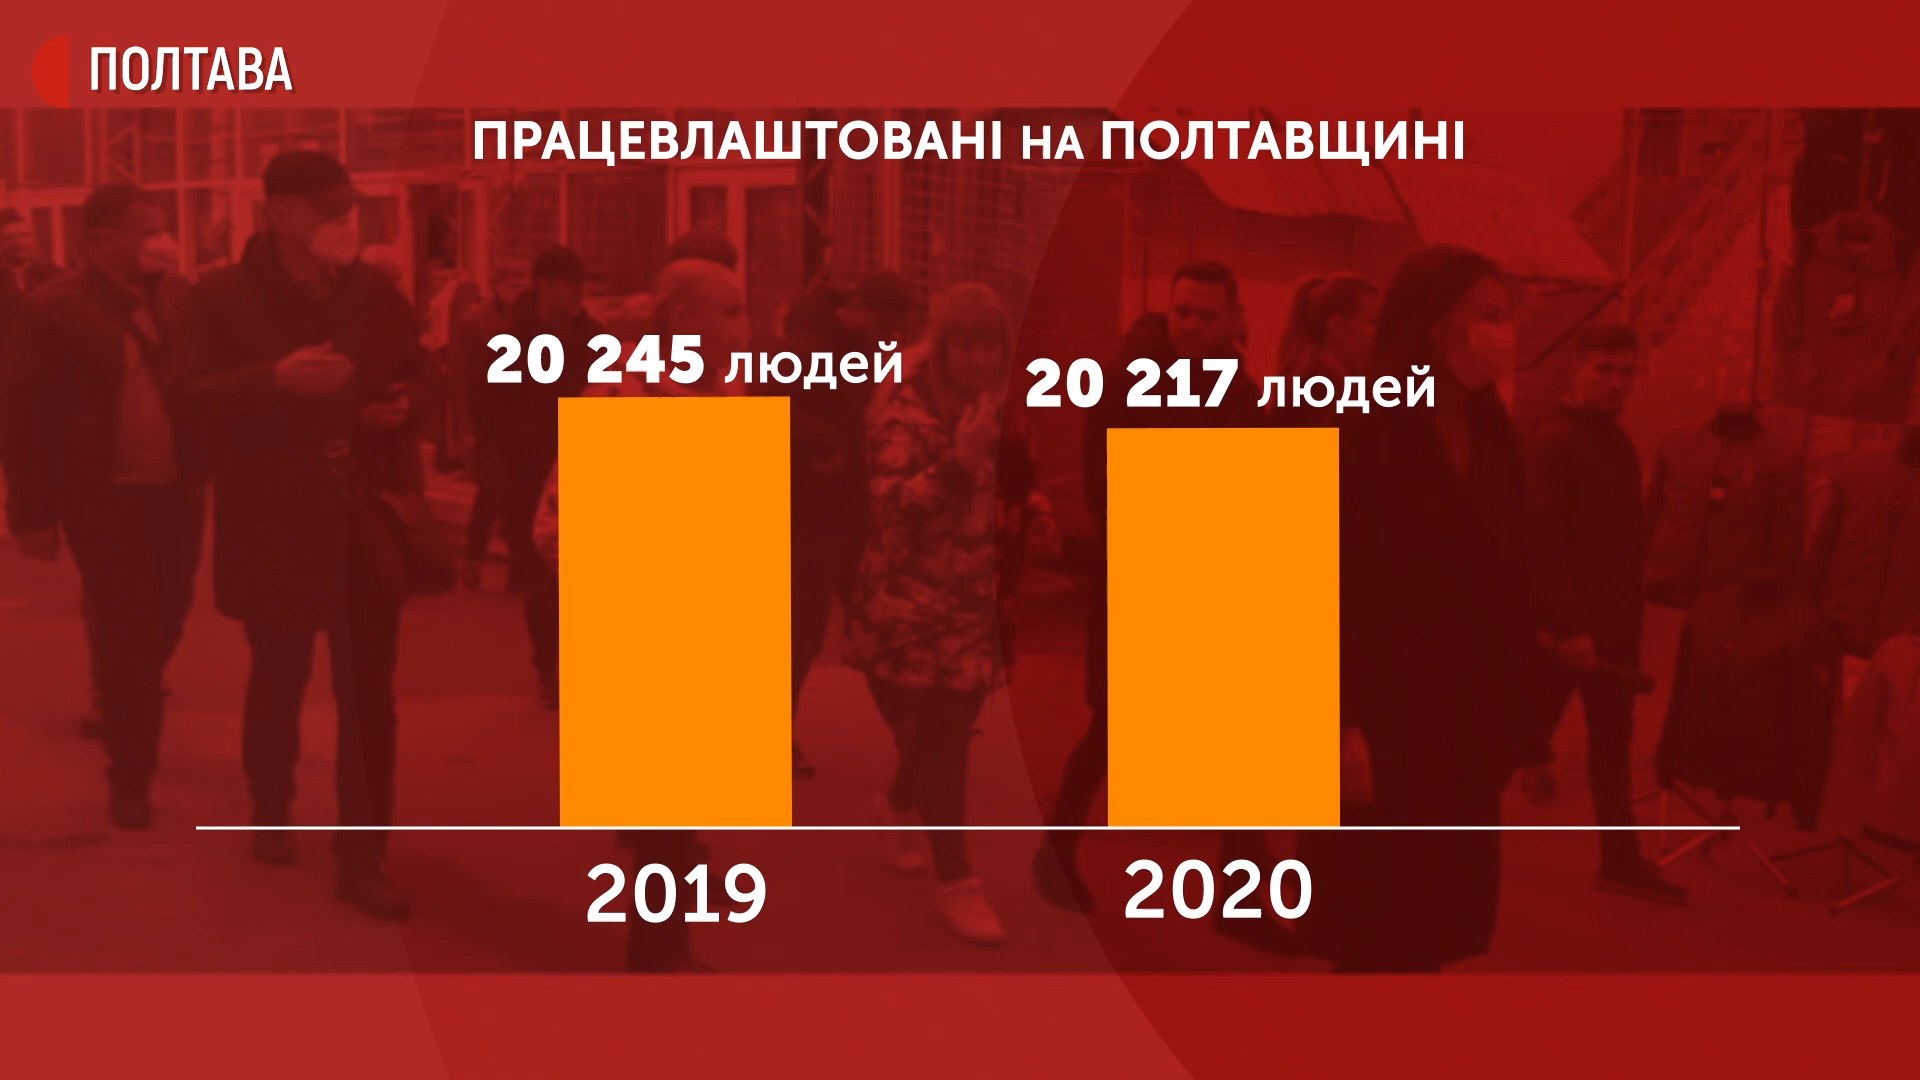 ПОЛТАВА
ПРАЦЕВЛАШТОВАНІ НА ПОЛТАВЩИНІ
20 245 людей
20 217 людей
2019
2020